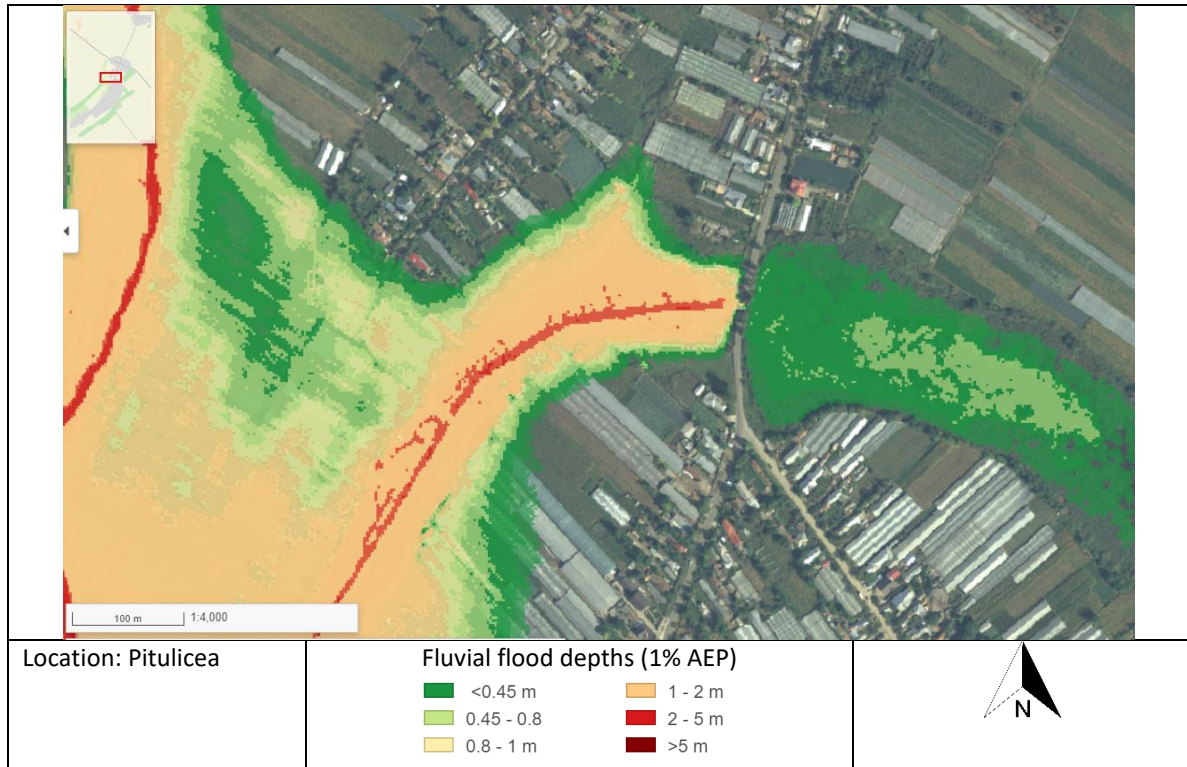 100 m 1:4,000
Location: Pitulicea
Fluvial flood depths (1% AEP)
<0.45 m
0.45 - 0.8
0.8 - 1 m
1 - 2 m
2 - 5 m
>5 m
N